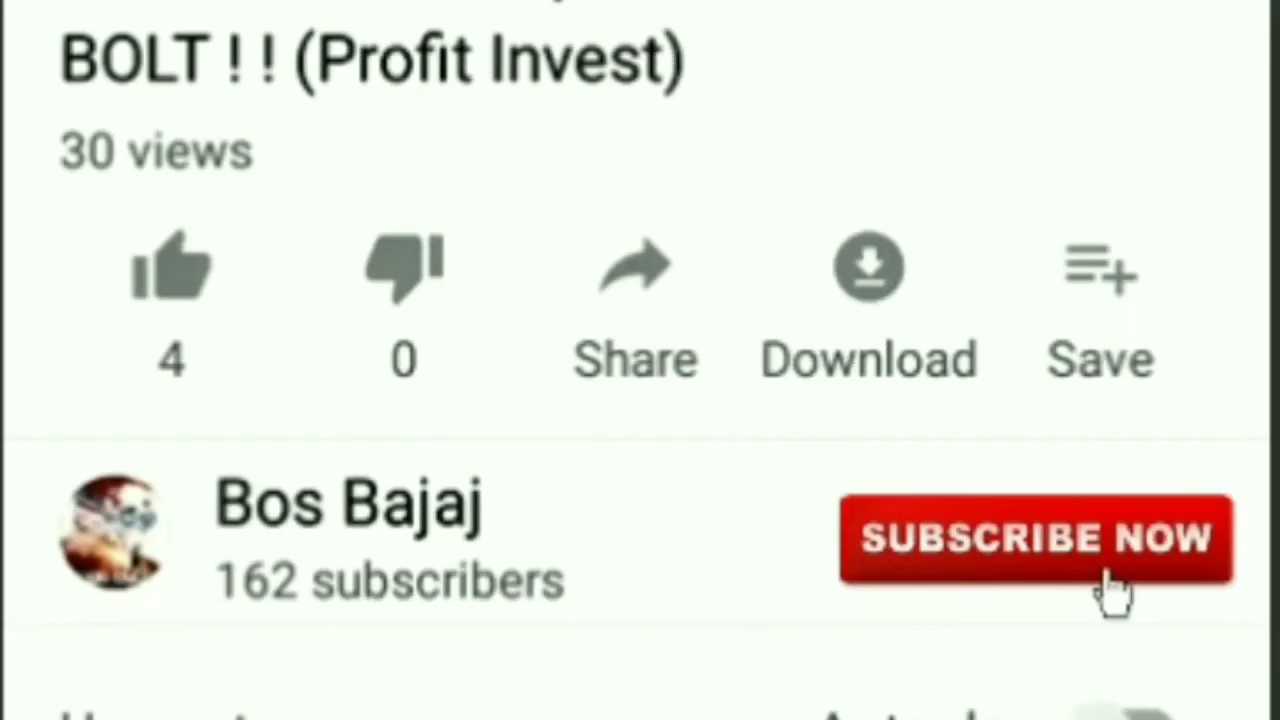 BOLT ! ! (Profit Invest)
30 views
4
0
Share
Download
Save
Bos Bajaj
162 subscribers
SUBSCRIBE NOW